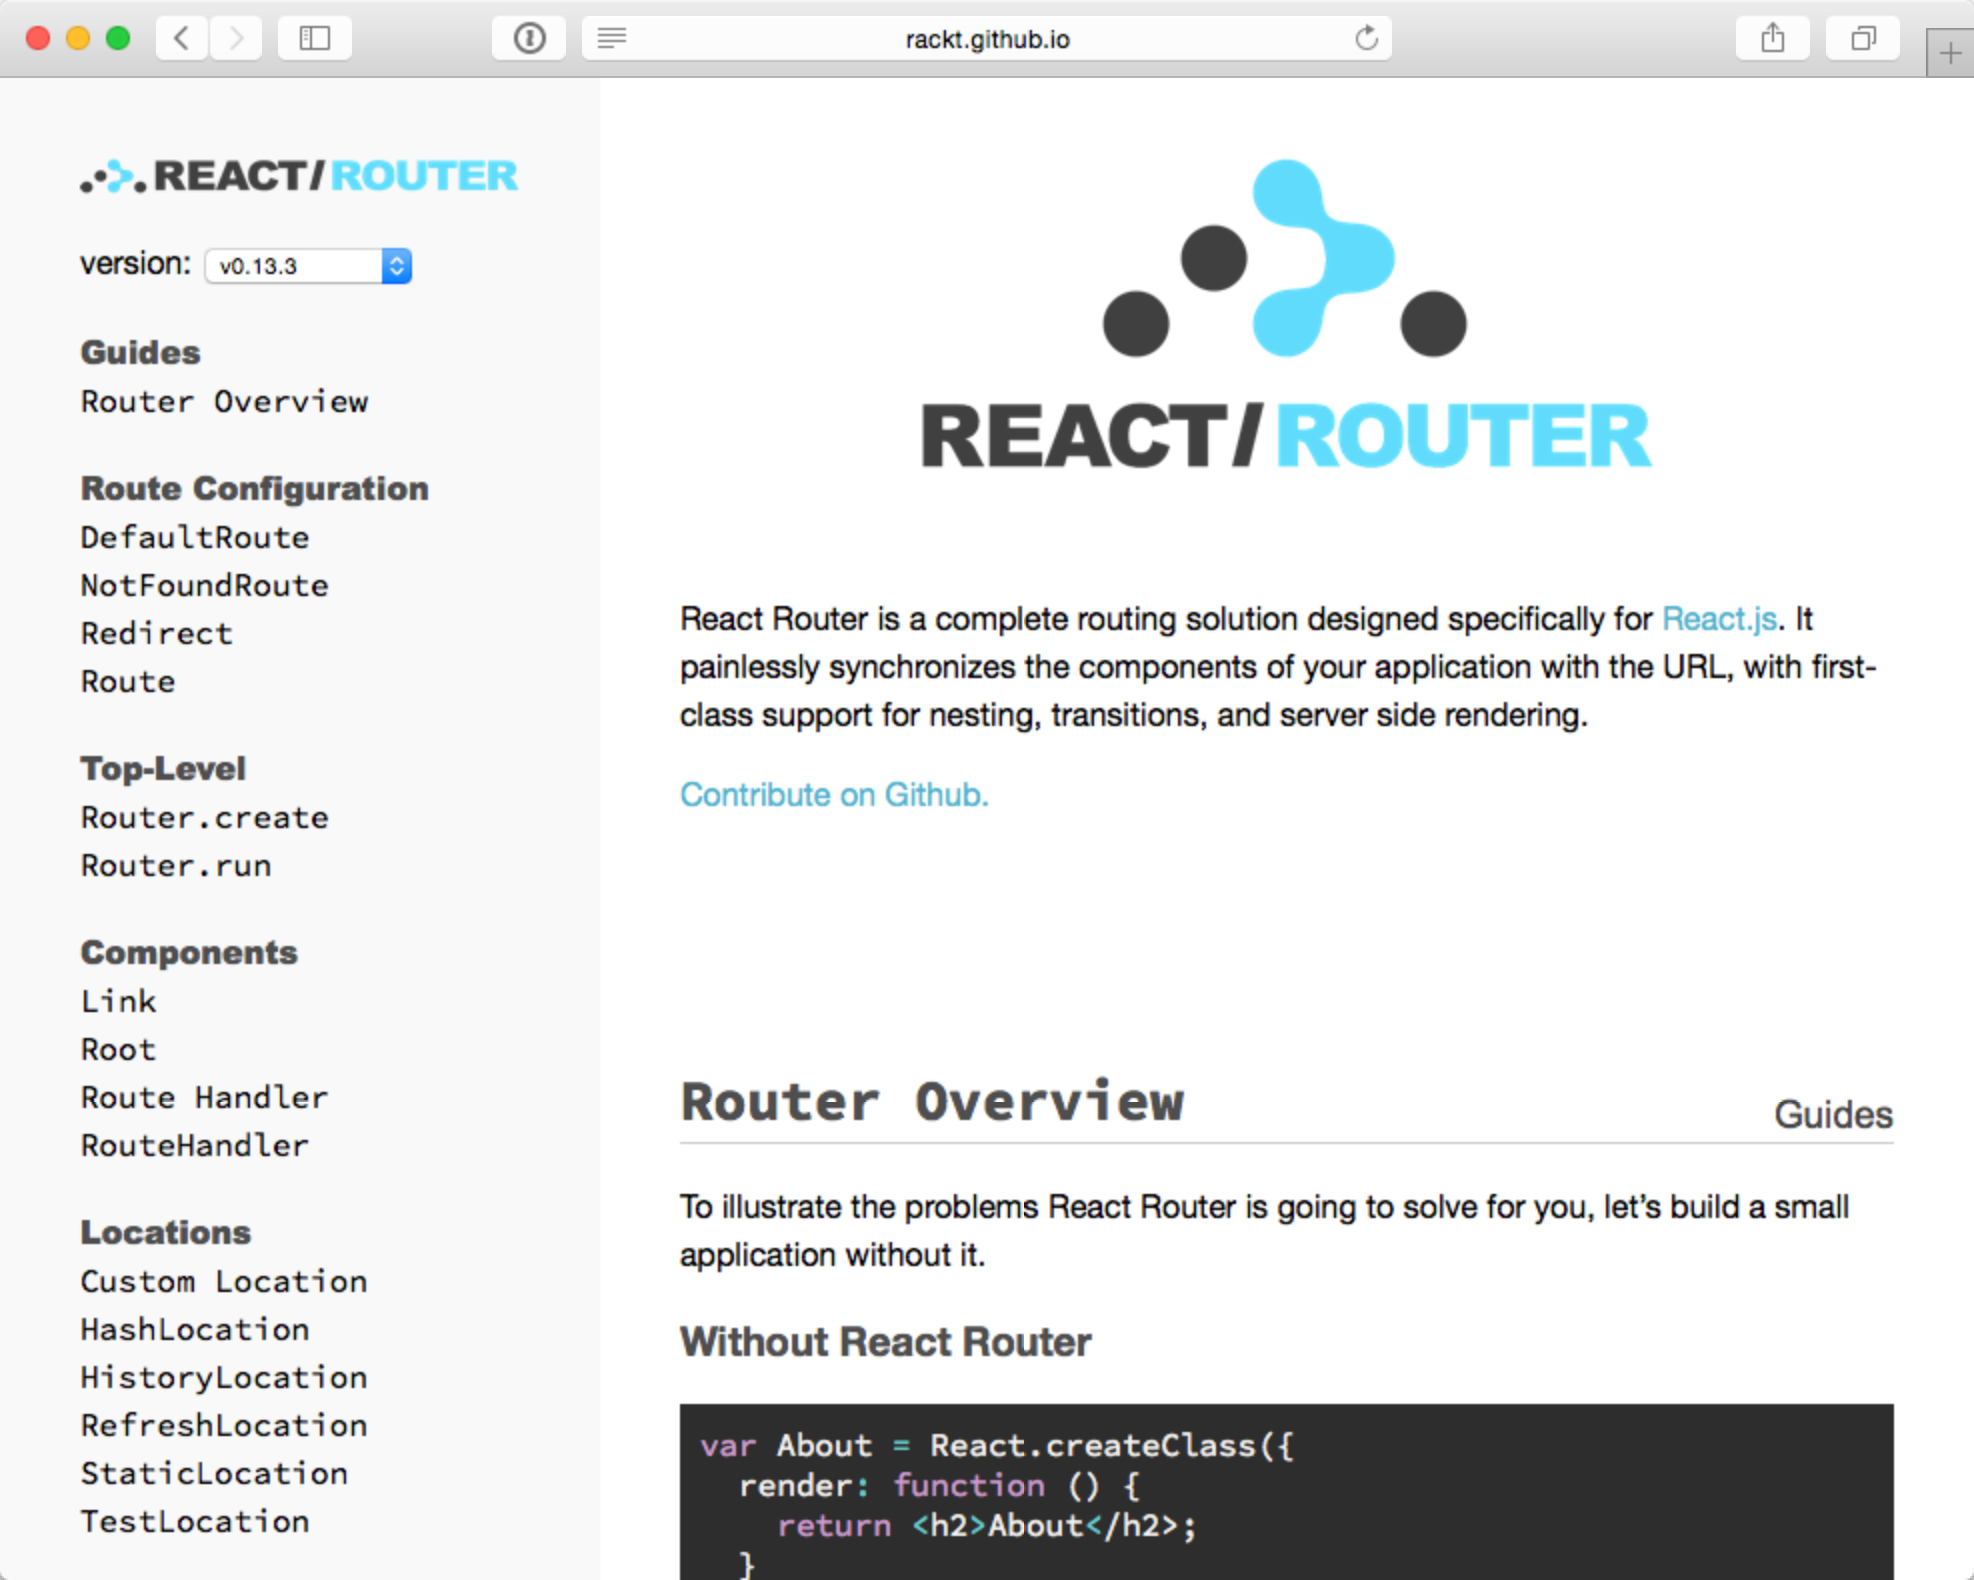 rackt.github.io
REACT/ROUTER
version: v0.13.3
Guides
Router Overview
Route Configuration
DefaultRoute
NotFoundRoute
Redirect
Route
Top-Level
Router.create
Router.run
Components
Link
Root
Route Handler
RouteHandler
Locations
Custom Location
HashLocation
HistoryLocation
RefreshLocation
StaticLocation
TestLocation
REACT/ROUTER
React Router is a complete routing solution designed specifically for React.js. It
painlessly synchronizes the components of your application with the URL, with first-
class support for nesting, transitions, and server side rendering.
Contribute on Github.
Router Overview
Guides
To illustrate the problems React Router is going to solve for you, let’s build a small
application without it.
Without React Router
var About = React.createClass({
  render: function () {
    return <h2>About</h2>;
  }